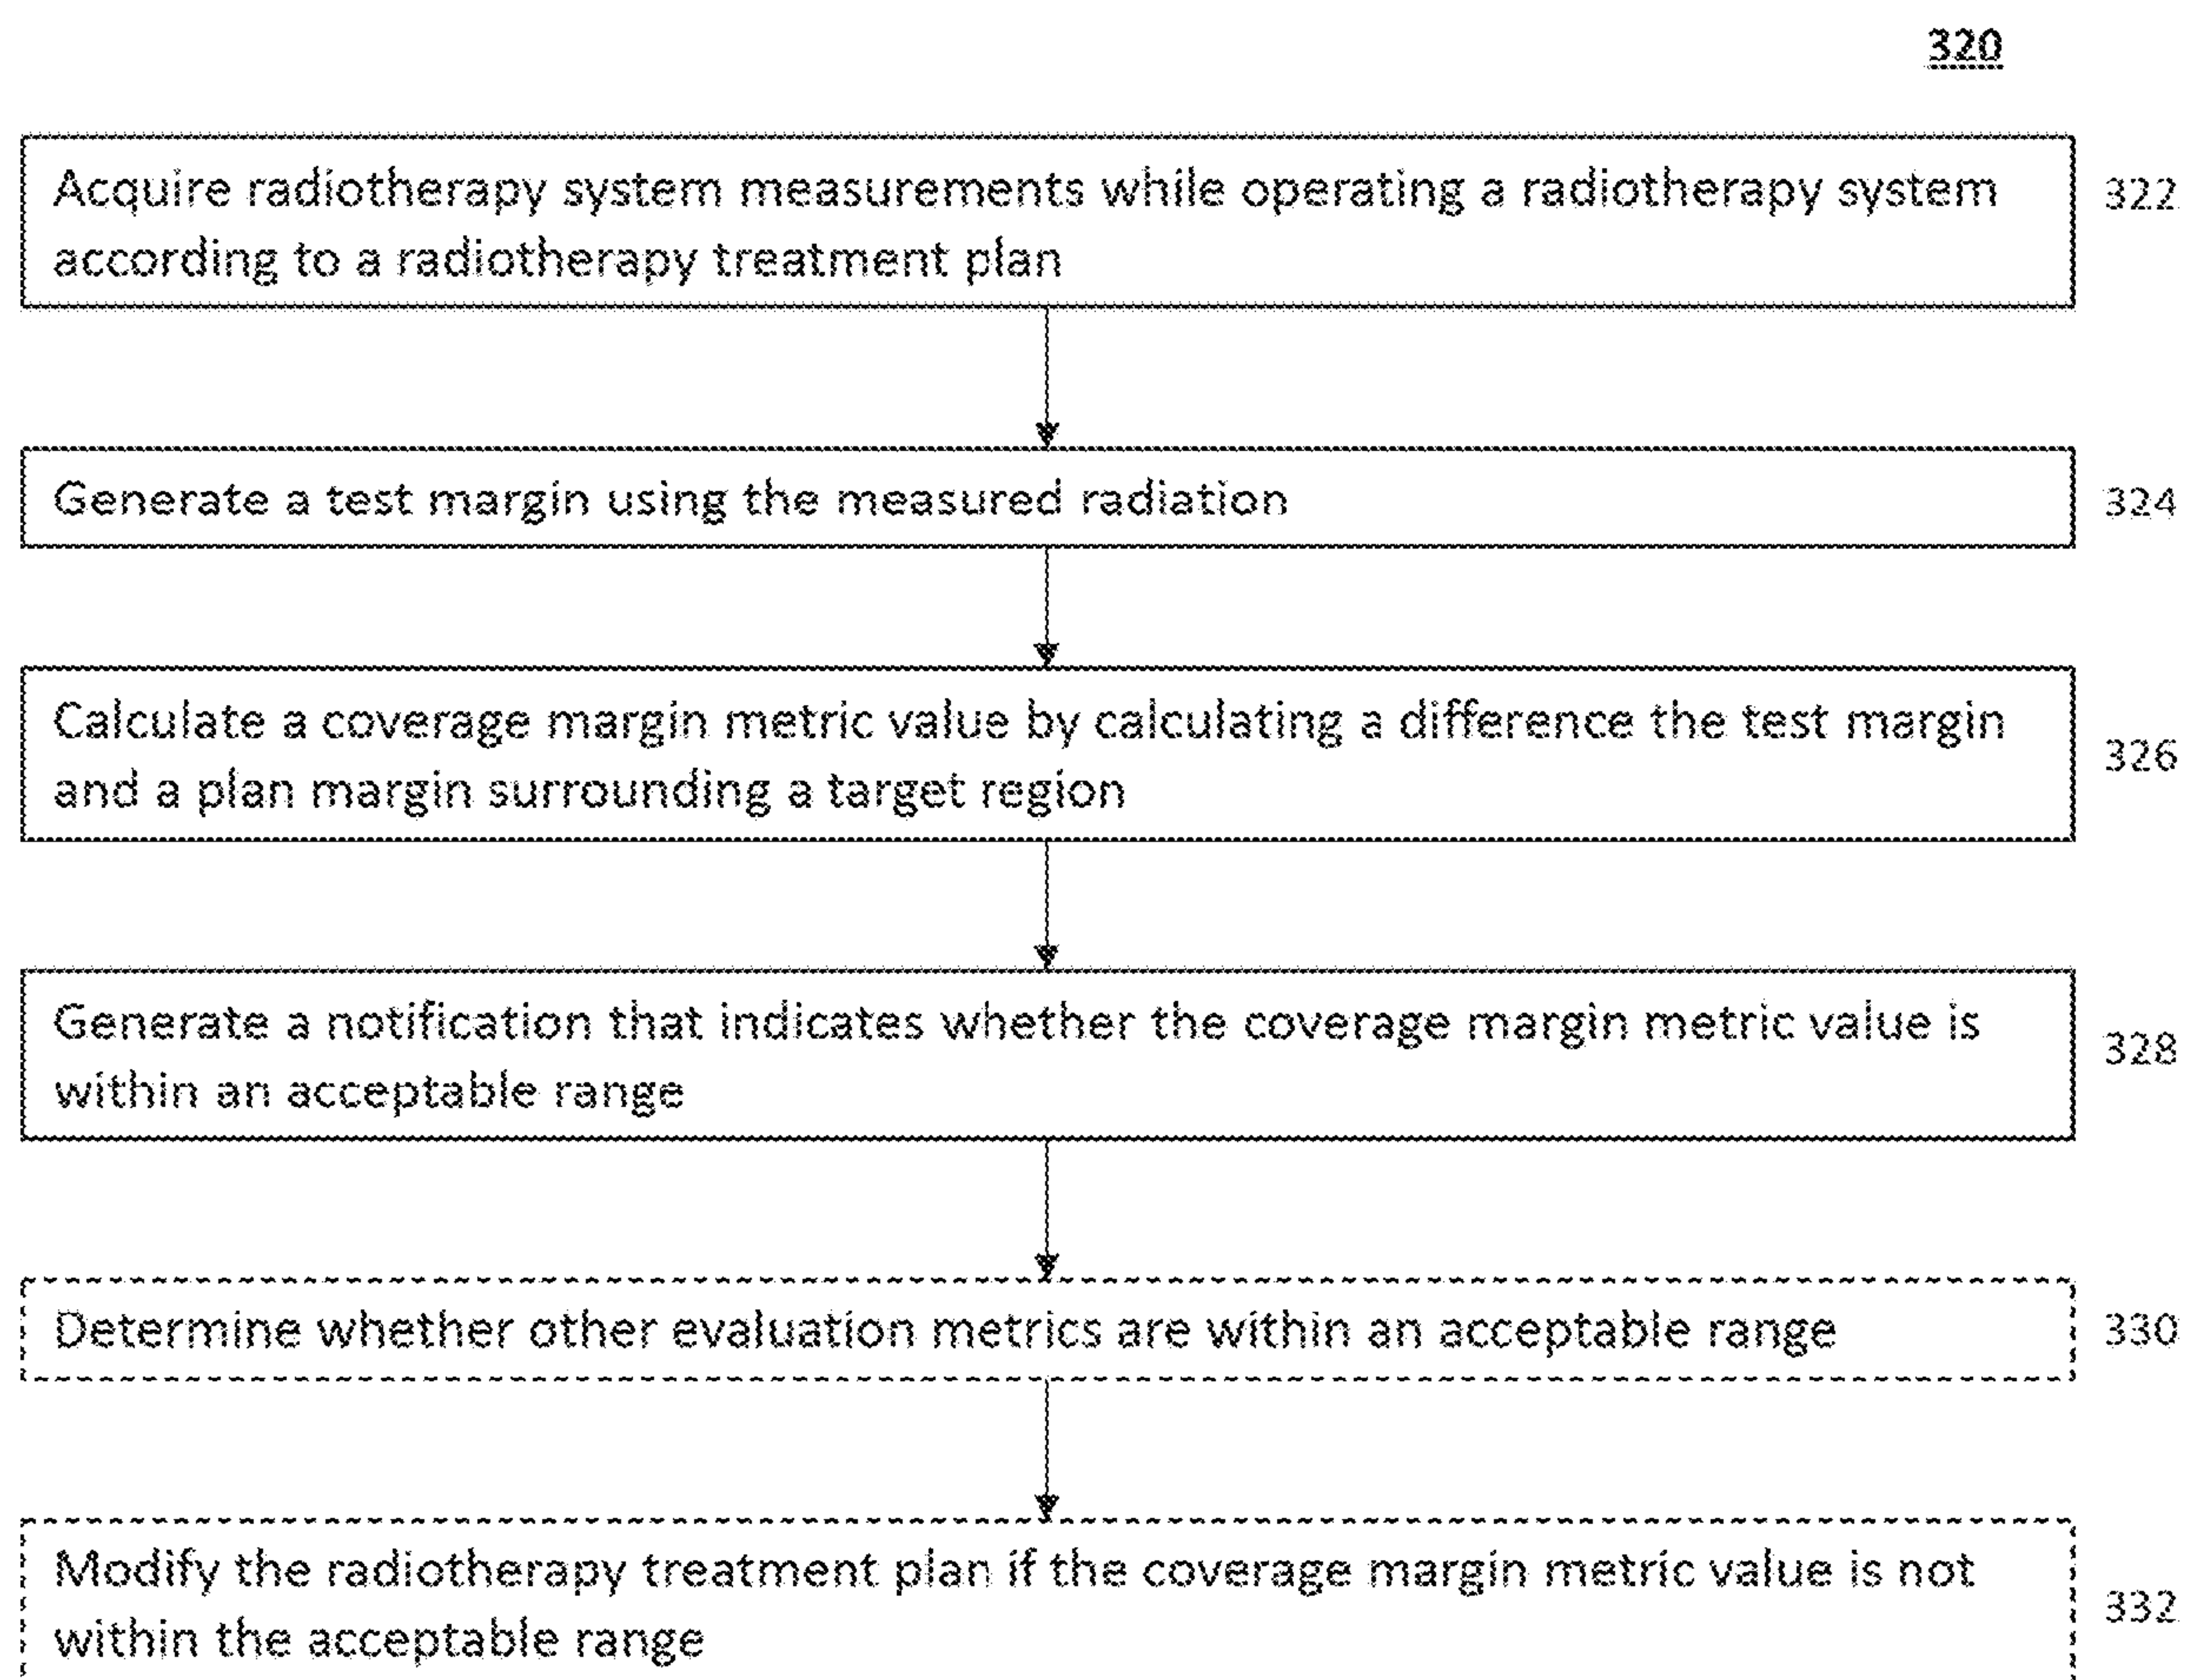 320
Acquire radiotherapy system measurements while operating a radiotherapy system
322
according to a radiotherapy treatment plan
Generate a test margin using the measured radiation
324
Calculate a coverage margin metric value by calculating a difference the test margin
326
and a plan margin surrounding a target region
Generate a notification that indicates whether the coverage margin metric value is
328
within an acceptable range
Determine whether other evaluation metrics are within an acceptable range
330
Modify the radiotherapy treatment plan if the coverage margin metric value is not
332
within the acceptable range